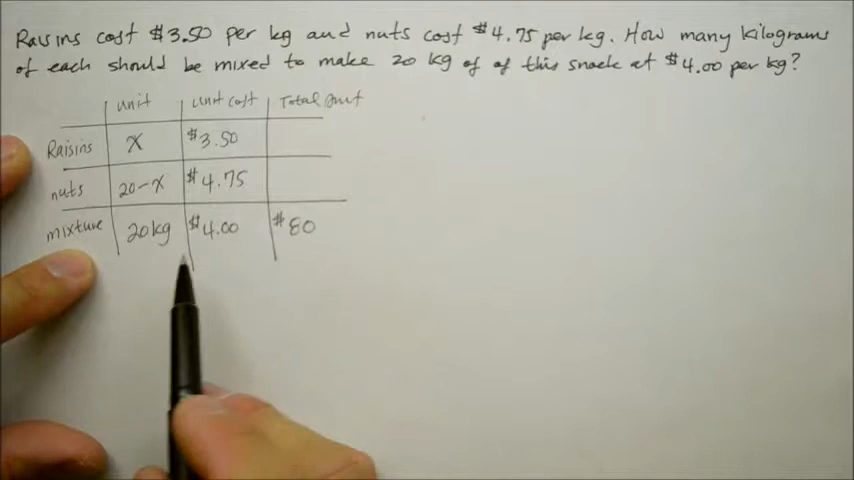 Raisins cost $3.50 per kg and nuts cost $4.75 per kg. How many kilograms
of each should be mixed to make 20 kg of of this snack at $4.00 per kg?
unit unit cost Total Amt
Raisins x $3.50
nuts 20-x $4.75
mixture 20kg $4.00 $80